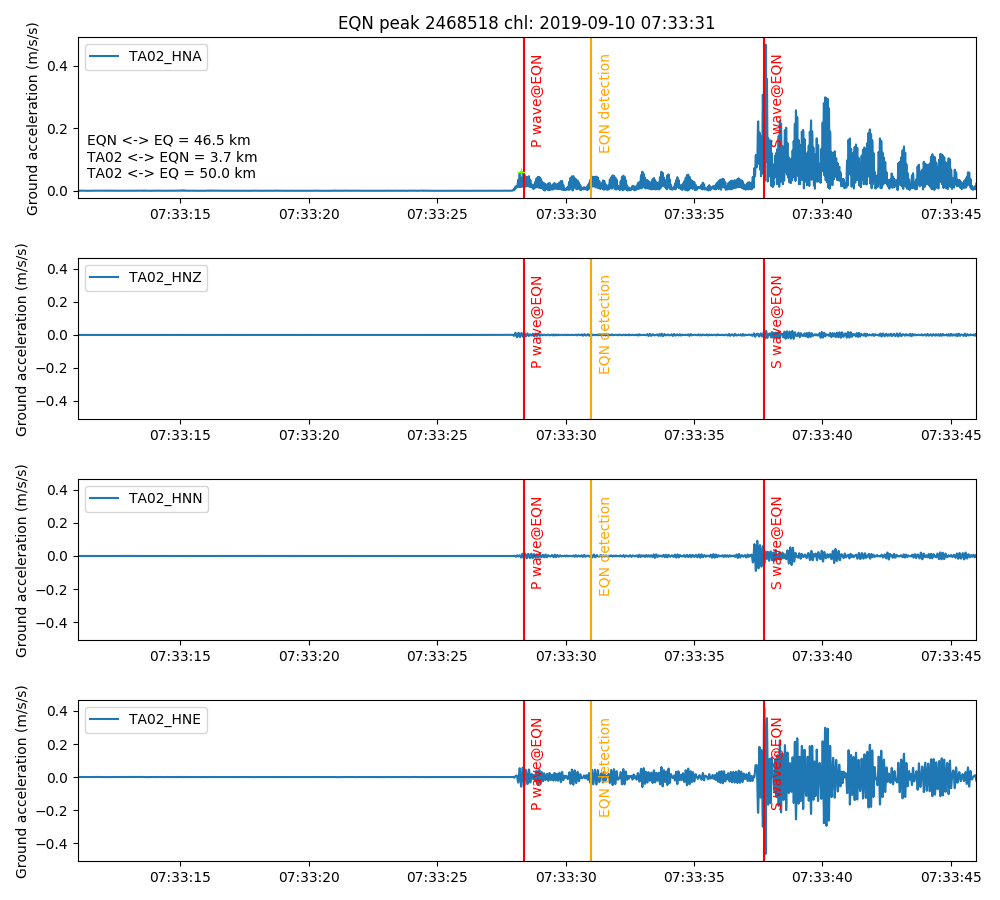 EQN peak 2468518 chl: 2019-09-10 07:33:31
Ground acceleration (m/s/s)
0.4
0.2
0.0
TA02_HNA
EQN <-> EQ = 46.5 km
TA02 <-> EQN = 3.7 km
TA02 <-> EQ = 50.0 km
P wave@EQN
EQN detection
S wave@EQN
07:33:15 07:33:20 07:33:25 07:33:30 07:33:35 07:33:40 07:33:45
Ground acceleration (m/s/s)
0.4
0.2
0.0
−0.2
−0.4
TA02_HNZ
P wave@EQN
EQN detection
S wave@EQN
07:33:15 07:33:20 07:33:25 07:33:30 07:33:35 07:33:40 07:33:45
Ground acceleration (m/s/s)
0.4
0.2
0.0
−0.2
−0.4
TA02_HNN
P wave@EQN
EQN detection
S wave@EQN
07:33:15 07:33:20 07:33:25 07:33:30 07:33:35 07:33:40 07:33:45
Ground acceleration (m/s/s)
0.4
0.2
0.0
−0.2
−0.4
TA02_HNE
P wave@EQN
EQN detection
S wave@EQN
07:33:15 07:33:20 07:33:25 07:33:30 07:33:35 07:33:40 07:33:45